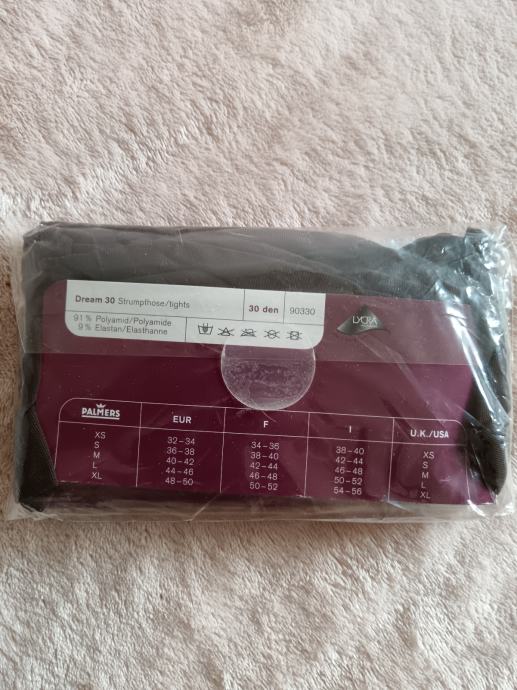 Dream 30 Strumpfhose/tights
30 den 90330
91% Polyamid/Polyamide
9% Elastan/Elasthanne
LYCRA
PALMERS EUR F I U.K./USA
XS 32–34 34–36 38–40 XS
S 36–38 38–40 42–44 S
M 40–42 42–44 46–48 M
L 44–46 46–48 50–52 L
XL 48–50 50–52 54–56 XL